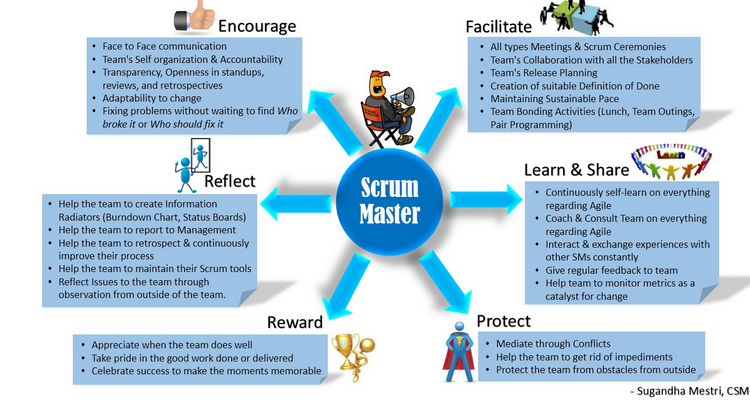 Encourage
• Face to Face communication
• Team's Self organization & Accountability
• Transparency, Openness in standups,
reviews, and retrospectives
• Adaptability to change
• Fixing problems without waiting to find Who
broke it or Who should fix it
Facilitate
• All types Meetings & Scrum Ceremonies
• Team's Collaboration with all the Stakeholders
• Team's Release Planning
• Creation of suitable Definition of Done
• Maintaining Sustainable Pace
• Team Bonding Activities (Lunch, Team Outings,
Pair Programming)
Reflect
• Help the team to create Information
Radiators (Burndown Chart, Status Boards)
• Help the team to report to Management
• Help the team to retrospect & continously
improve their process
• Help the team to maintain their Scrum tools
• Reflect Issues to the team through
observation from outside of the team.
Scrum
Master
Learn & Share
Learn
• Continuously self-learn on everything
regarding Agile
• Coach & Consult Team on everything
regarding Agile
• Interact & exchange experiences with
other SMs constantly
• Give regular feedback to team
• Help team to monitor metrics as a
catalyst for change
Reward
• Appreciate when the team does well
• Take pride in the good work done or delivered
• Celebrate success to make the moments memorable
Protect
• Mediate through Conflicts
• Help the team to get rid of impediments
• Protect the team from obstacles from outside
- Sugandha Mestri, CSM